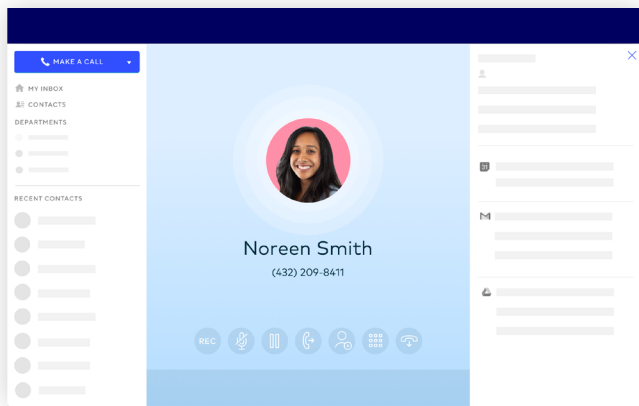 MAKE A CALL
MY INBOX
CONTACTS
DEPARTMENTS
RECENT CONTACTS
Noreen Smith
(432) 209-8411
REC
31